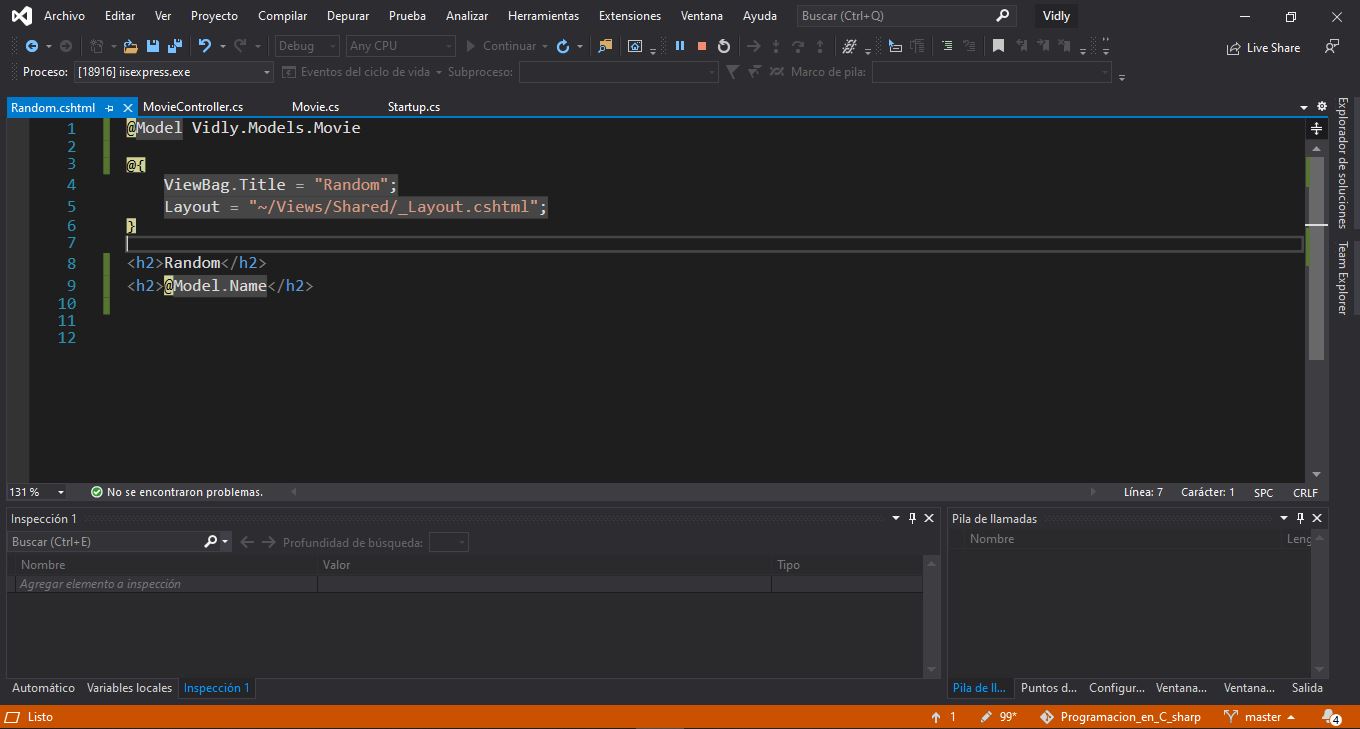 Archivo Editar Ver Proyecto Compilar Depurar Prueba Analizar Herramientas Extensiones Ventana Ayuda Buscar (Ctrl+Q) Vidly
Debug Any CPU Continuar Live Share
Proceso: [18916] iisexpress.exe Eventos del ciclo de vida Subproceso: Marco de pila:
Random.cshtml MovieController.cs Movie.cs Startup.cs
Explorador de soluciones
Team Explorer
1 @Model Vidly.Models.Movie
2
3 @{
4 ViewBag.Title = "Random";
5 Layout = "~/Views/Shared/_Layout.cshtml";
6 }
7
8 <h2>Random</h2>
9 <h2>@Model.Name</h2>
10
11
12
131 % No se encontraron problemas. Línea: 7 Carácter: 1 SPC CRLF
Inspección 1 Pila de llamadas
Buscar (Ctrl+E) Profundidad de búsqueda: Nombre Leng
Nombre Valor Tipo
Agregar elemento a inspección
Automático Variables locales Inspección 1 Pila de ll... Puntos d... Configur... Ventana... Ventana... Salida
Listo 1 99* Programacion_en_C_sharp master 4